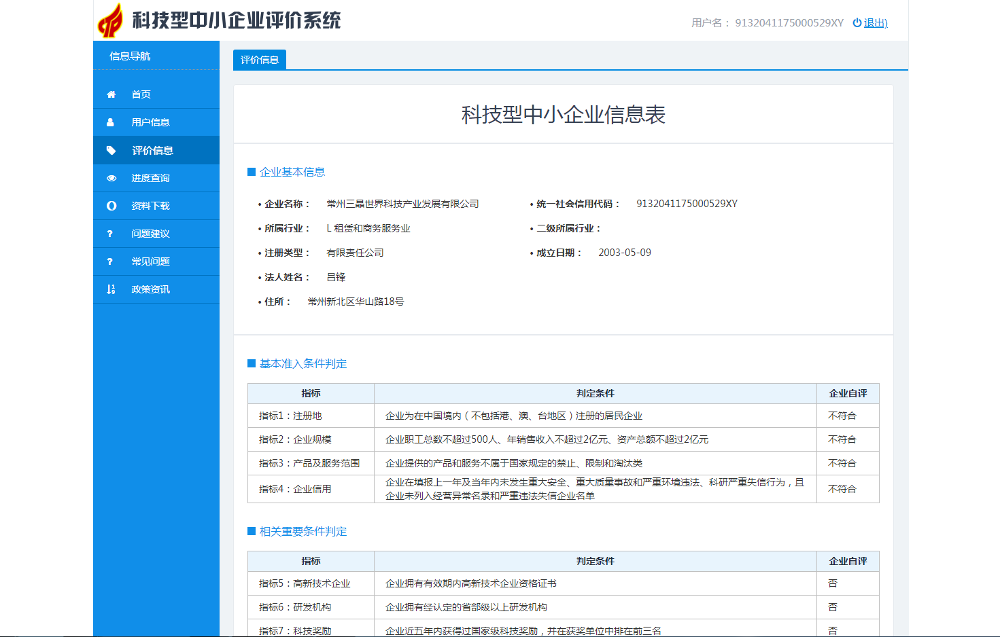 科技型中小企业评价系统
用户名： 9132041175000529XY 退出)
信息导航
首页
用户信息
评价信息
进度查询
资料下载
问题建议
常见问题
政策资讯
评价信息
科技型中小企业信息表
企业基本信息
• 企业名称： 常州三晶世界科技产业发展有限公司 • 统一社会信用代码： 9132041175000529XY
• 所属行业： L 租赁和商务服务业 • 二级所属行业：
• 注册类型： 有限责任公司 • 成立日期： 2003-05-09
• 法人姓名： 吕锋
• 住所： 常州新北区华山路18号
基本准入条件判定
指标 判定条件 企业自评
指标1：注册地 企业为在中国境内（不包括港、澳、台地区）注册的居民企业 不符合
指标2：企业规模 企业职工总数不超过500人、年销售收入不超过2亿元、资产总额不超过2亿元 不符合
指标3：产品及服务范围 企业提供的产品和服务不属于国家规定的禁止、限制和淘汰类 不符合
指标4：企业信用 企业在填报上一年及当年内未发生重大安全、重大质量事故和严重环境违法、科研严重失信行为，且 不符合
企业未列入经营异常名录和严重违法失信企业名单
相关重要条件判定
指标 判定条件 企业自评
指标5：高新技术企业 企业拥有有效期内高新技术企业资格证书 否
指标6：研发机构 企业拥有经认定的省部级以上研发机构 否
指标7：科技奖励 企业近五年内获得过国家级科技奖励，并在获奖单位中排在前三名 否